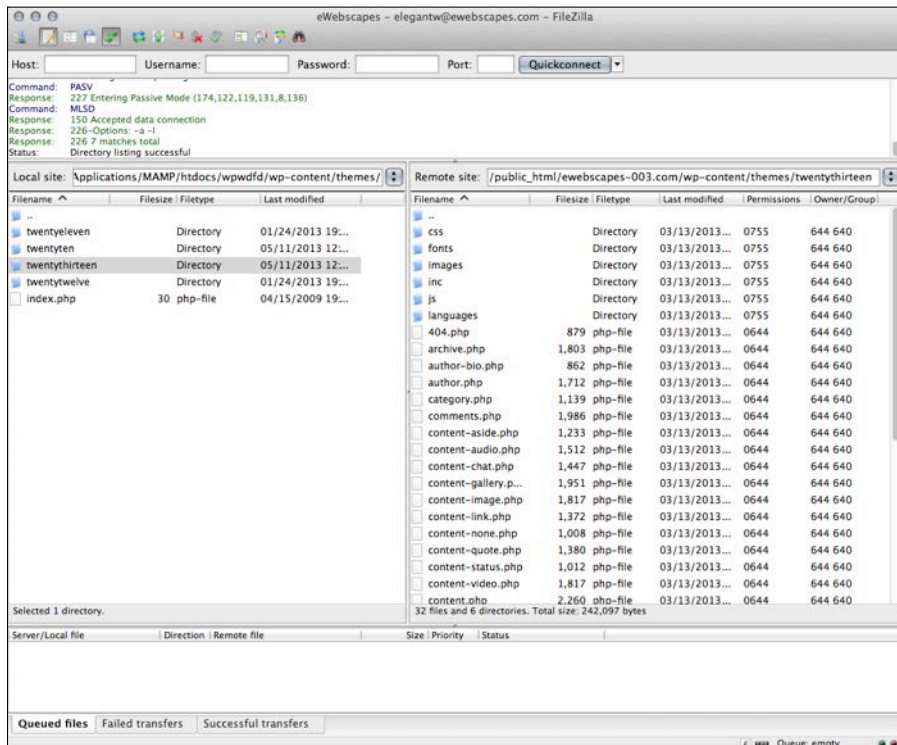 eWebscapes – elegantw@ewebscapes.com – FileZilla
Host: Username: Password: Port: Quickconnect
Command: PASV
Response: 227 Entering Passive Mode (174,122,119,131,8,136)
Command: MLSD
Response: 150 Accepted data connection
Response: 226-Options: -a -l
Response: 226 7 matches total
Status: Directory listing successful
Local site: Applications/MAMP/htdocs/wpwdfd/wp-content/themes/
Filename Filesize Filetype Last modified
..
twentyeleven Directory 01/24/2013 19:...
twentyten Directory 05/11/2013 12:...
twentythirteen Directory 05/11/2013 12:...
twentytwelve Directory 01/24/2013 19:...
index.php 30 php-file 04/15/2009 19:...
Selected 1 directory.
Remote site: /public_html/ewebscapes-003.com/wp-content/themes/twentythirteen
Filename Filesize Filetype Last modified Permissions Owner/Group
..
css Directory 03/13/2013... 0755 644 640
fonts Directory 03/13/2013... 0755 644 640
images Directory 03/13/2013... 0755 644 640
inc Directory 03/13/2013... 0755 644 640
js Directory 03/13/2013... 0755 644 640
languages Directory 03/13/2013... 0755 644 640
404.php 879 php-file 03/13/2013... 0644 644 640
archive.php 1,803 php-file 03/13/2013... 0644 644 640
author-bio.php 862 php-file 03/13/2013... 0644 644 640
author.php 1,712 php-file 03/13/2013... 0644 644 640
category.php 1,139 php-file 03/13/2013... 0644 644 640
comments.php 1,986 php-file 03/13/2013... 0644 644 640
content-aside.php 1,233 php-file 03/13/2013... 0644 644 640
content-audio.php 1,512 php-file 03/13/2013... 0644 644 640
content-chat.php 1,447 php-file 03/13/2013... 0644 644 640
content-gallery.p... 1,951 php-file 03/13/2013... 0644 644 640
content-image.php 1,817 php-file 03/13/2013... 0644 644 640
content-link.php 1,372 php-file 03/13/2013... 0644 644 640
content-none.php 1,008 php-file 03/13/2013... 0644 644 640
content-quote.php 1,380 php-file 03/13/2013... 0644 644 640
content-status.php 1,012 php-file 03/13/2013... 0644 644 640
content-video.php 1,817 php-file 03/13/2013... 0644 644 640
content.php 2,260 php-file 03/13/2013... 0644 644 640
32 files and 6 directories. Total size: 242,097 bytes
Server/Local file Direction Remote file Size Priority Status
Queued files Failed transfers Successful transfers
Queue: empty